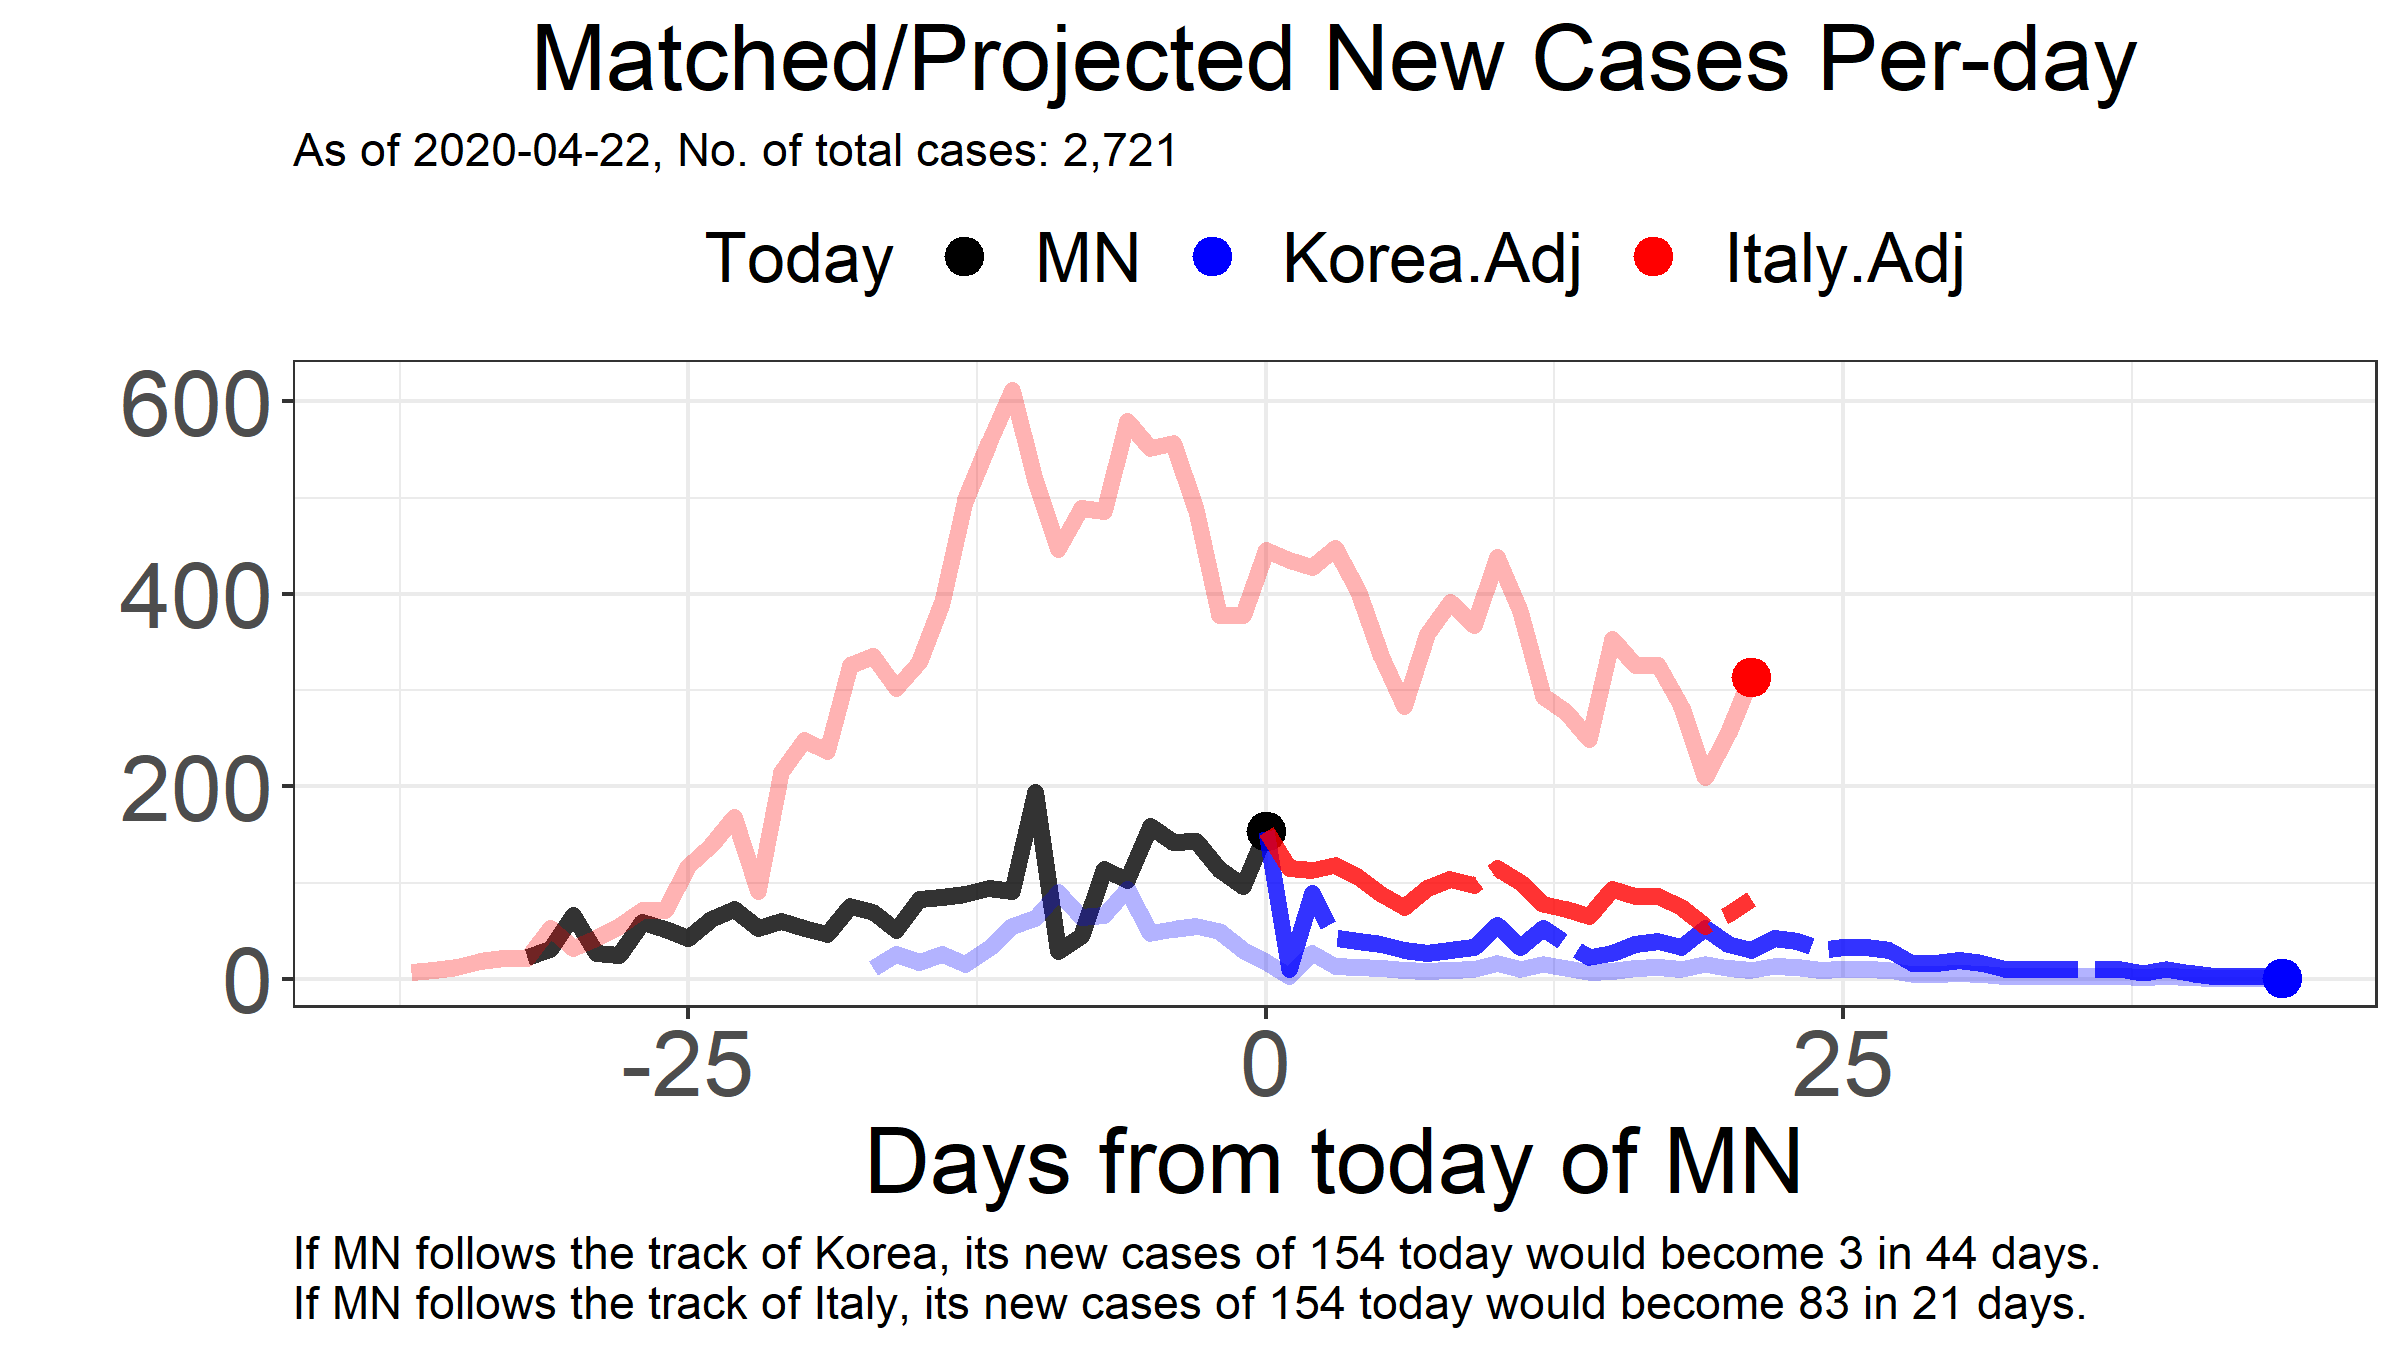 Matched/Projected New Cases Per-day
As of 2020-04-22, No. of total cases: 2,721
Today MN Korea.Adj Italy.Adj
600
400
200
0
-25 0 25
Days from today of MN
If MN follows the track of Korea, its new cases of 154 today would become 3 in 44 days.
If MN follows the track of Italy, its new cases of 154 today would become 83 in 21 days.